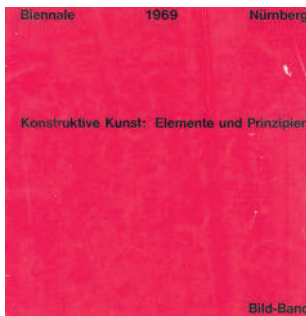 Biennale 1969 Nürnberg
Konstruktive Kunst: Elemente und Prinzipien
Bild-Band